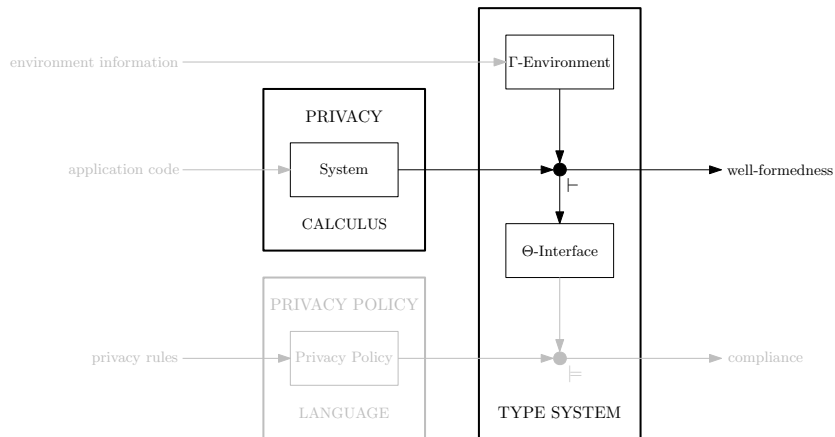 environment information
Γ-Environment
PRIVACY
application code
System
⊢
well-formedness
CALCULUS
Θ-Interface
PRIVACY POLICY
privacy rules
Privacy Policy
⊨
compliance
LANGUAGE
TYPE SYSTEM